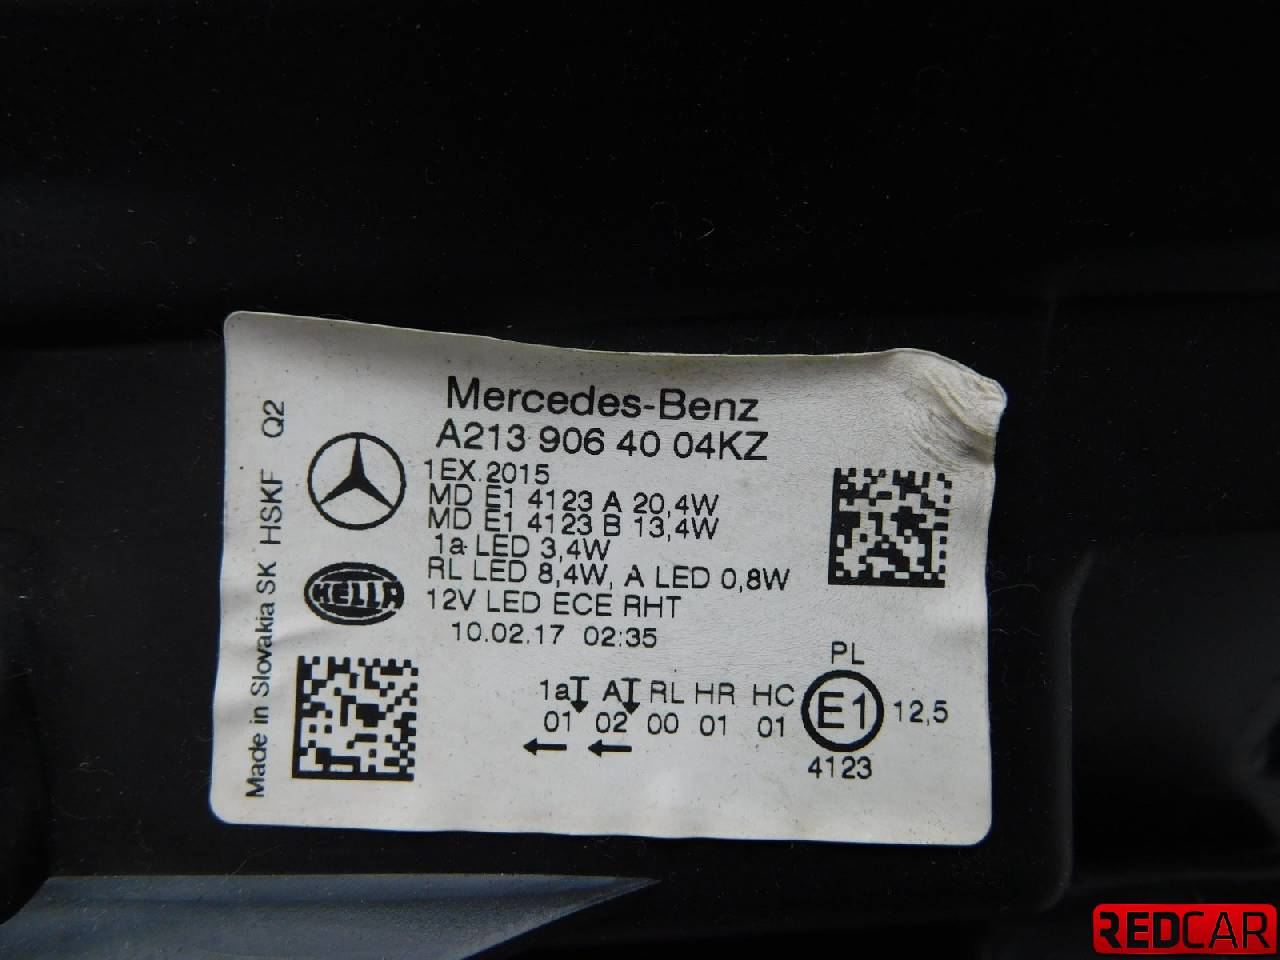 Mercedes-Benz
A213 906 40 04KZ
1EX.2015
MD E1 4123 A 20,4W
MD E1 4123 B 13,4W
1a LED 3,4W
RL LED 8,4W, A LED 0,8W
12V LED ECE RHT
10.02.17 02:35
HELLA
Made in Slovakia SK HSKF Q2
1a A RL HR HC
01 02 00 01 01
PL
E1 12,5
4123
REDCAR